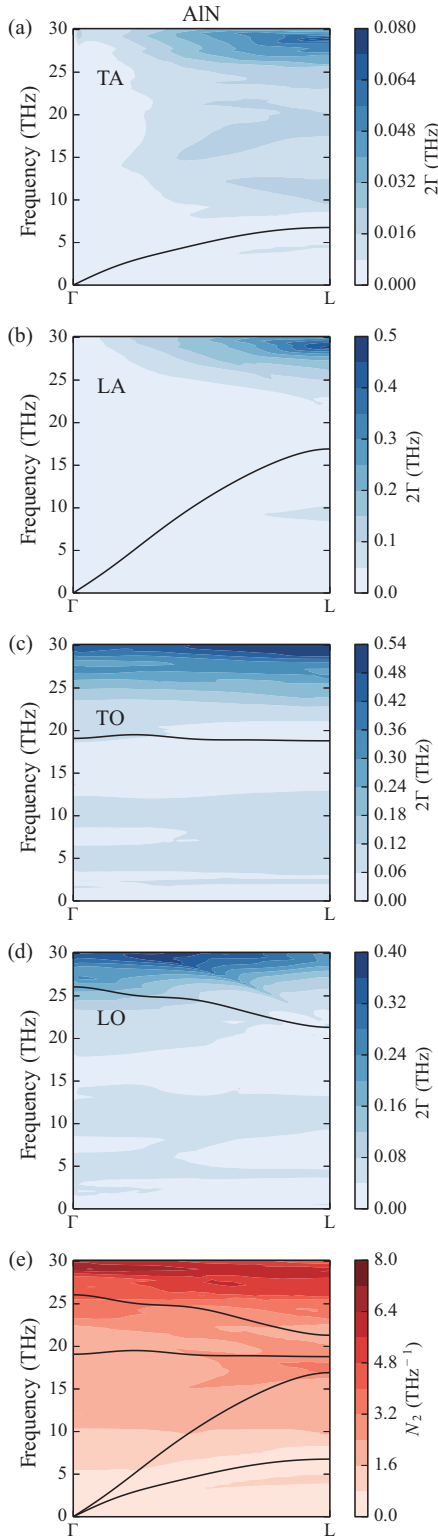 AlN
(a)
TA
Frequency (THz)
30
25
20
15
10
5
0
Γ
L
0.080
0.064
0.048
0.032
0.016
0.000
2Γ (THz)
(b)
LA
Frequency (THz)
30
25
20
15
10
5
0
Γ
L
0.5
0.4
0.3
0.2
0.1
0.0
2Γ (THz)
(c)
TO
Frequency (THz)
30
25
20
15
10
5
0
Γ
L
0.54
0.48
0.42
0.36
0.30
0.24
0.18
0.12
0.06
0.00
2Γ (THz)
(d)
LO
Frequency (THz)
30
25
20
15
10
5
0
Γ
L
0.40
0.32
0.24
0.16
0.08
0.00
2Γ (THz)
(e)
Frequency (THz)
30
25
20
15
10
5
0
Γ
L
8.0
6.4
4.8
3.2
1.6
0.0
N₂ (THz⁻¹)